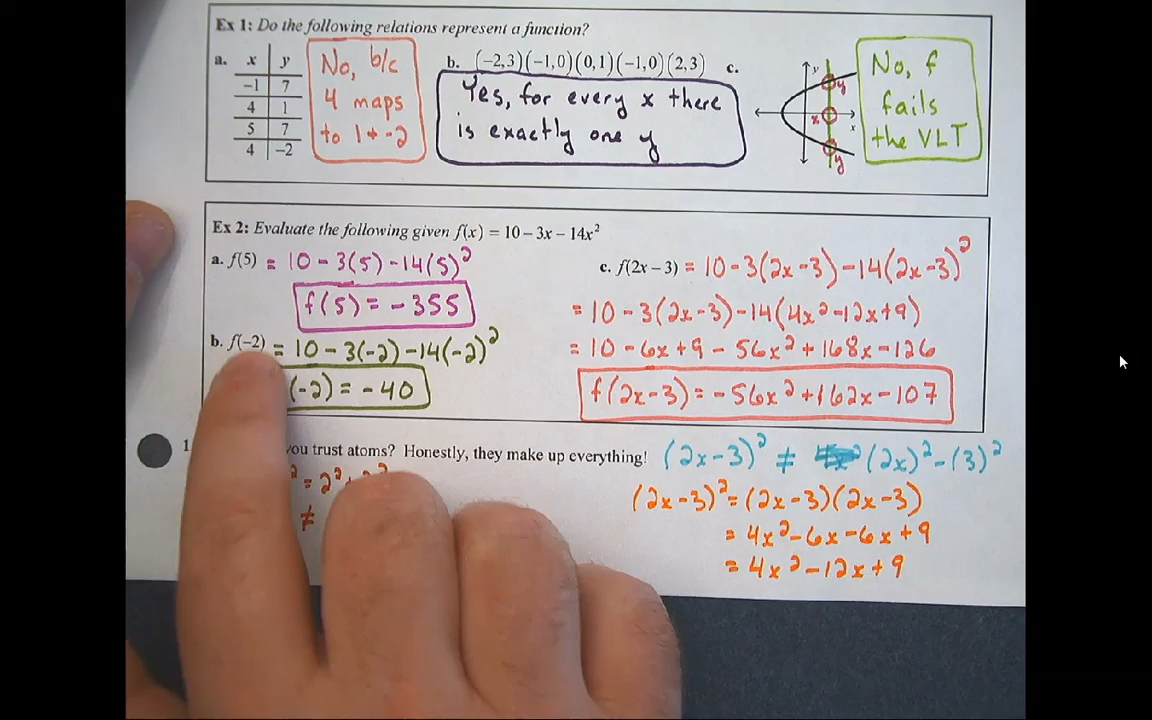 Ex 1: Do the following relations represent a function?
a. x y
-1 7
4 1
5 7
4 -2
No, b/c
4 maps
to 1 + -2
b. (-2,3)(-1,0)(0,1)(-1,0)(2,3)
Yes, for every x there
is exactly one y
c.
y
y
x
x
y
No, f
fails
the VLT
Ex 2: Evaluate the following given f(x) = 10 – 3x – 14x²
a. f(5) = 10 - 3(5) - 14(5)²
f(5) = -355
b. f(-2) = 10 - 3(-2) - 14(-2)²
(-2) = -40
c. f(2x – 3) = 10 - 3(2x - 3) - 14(2x - 3)²
= 10 - 3(2x - 3) - 14(4x² - 12x + 9)
= 10 - 6x + 9 - 56x² + 168x - 126
f(2x-3) = -56x² + 162x - 107
1
you trust atoms? Honestly, they make up everything!
² = 2²
≠
(2x-3)² ≠ (2x)² - (3)²
(2x-3)² = (2x-3)(2x-3)
= 4x² - 6x - 6x + 9
= 4x² - 12x + 9